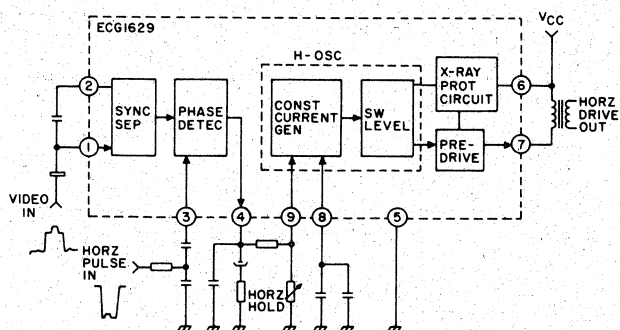 ECG1629
VCC
H-OSC
2
SYNC
SEP
PHASE
DETEC
CONST
CURRENT
GEN
SW
LEVEL
X-RAY
PROT
CIRCUIT
6
HORZ
DRIVE
OUT
1
PRE-
DRIVE
7
VIDEO
IN
3
4
9
8
5
HORZ
PULSE
IN
HORZ
HOLD